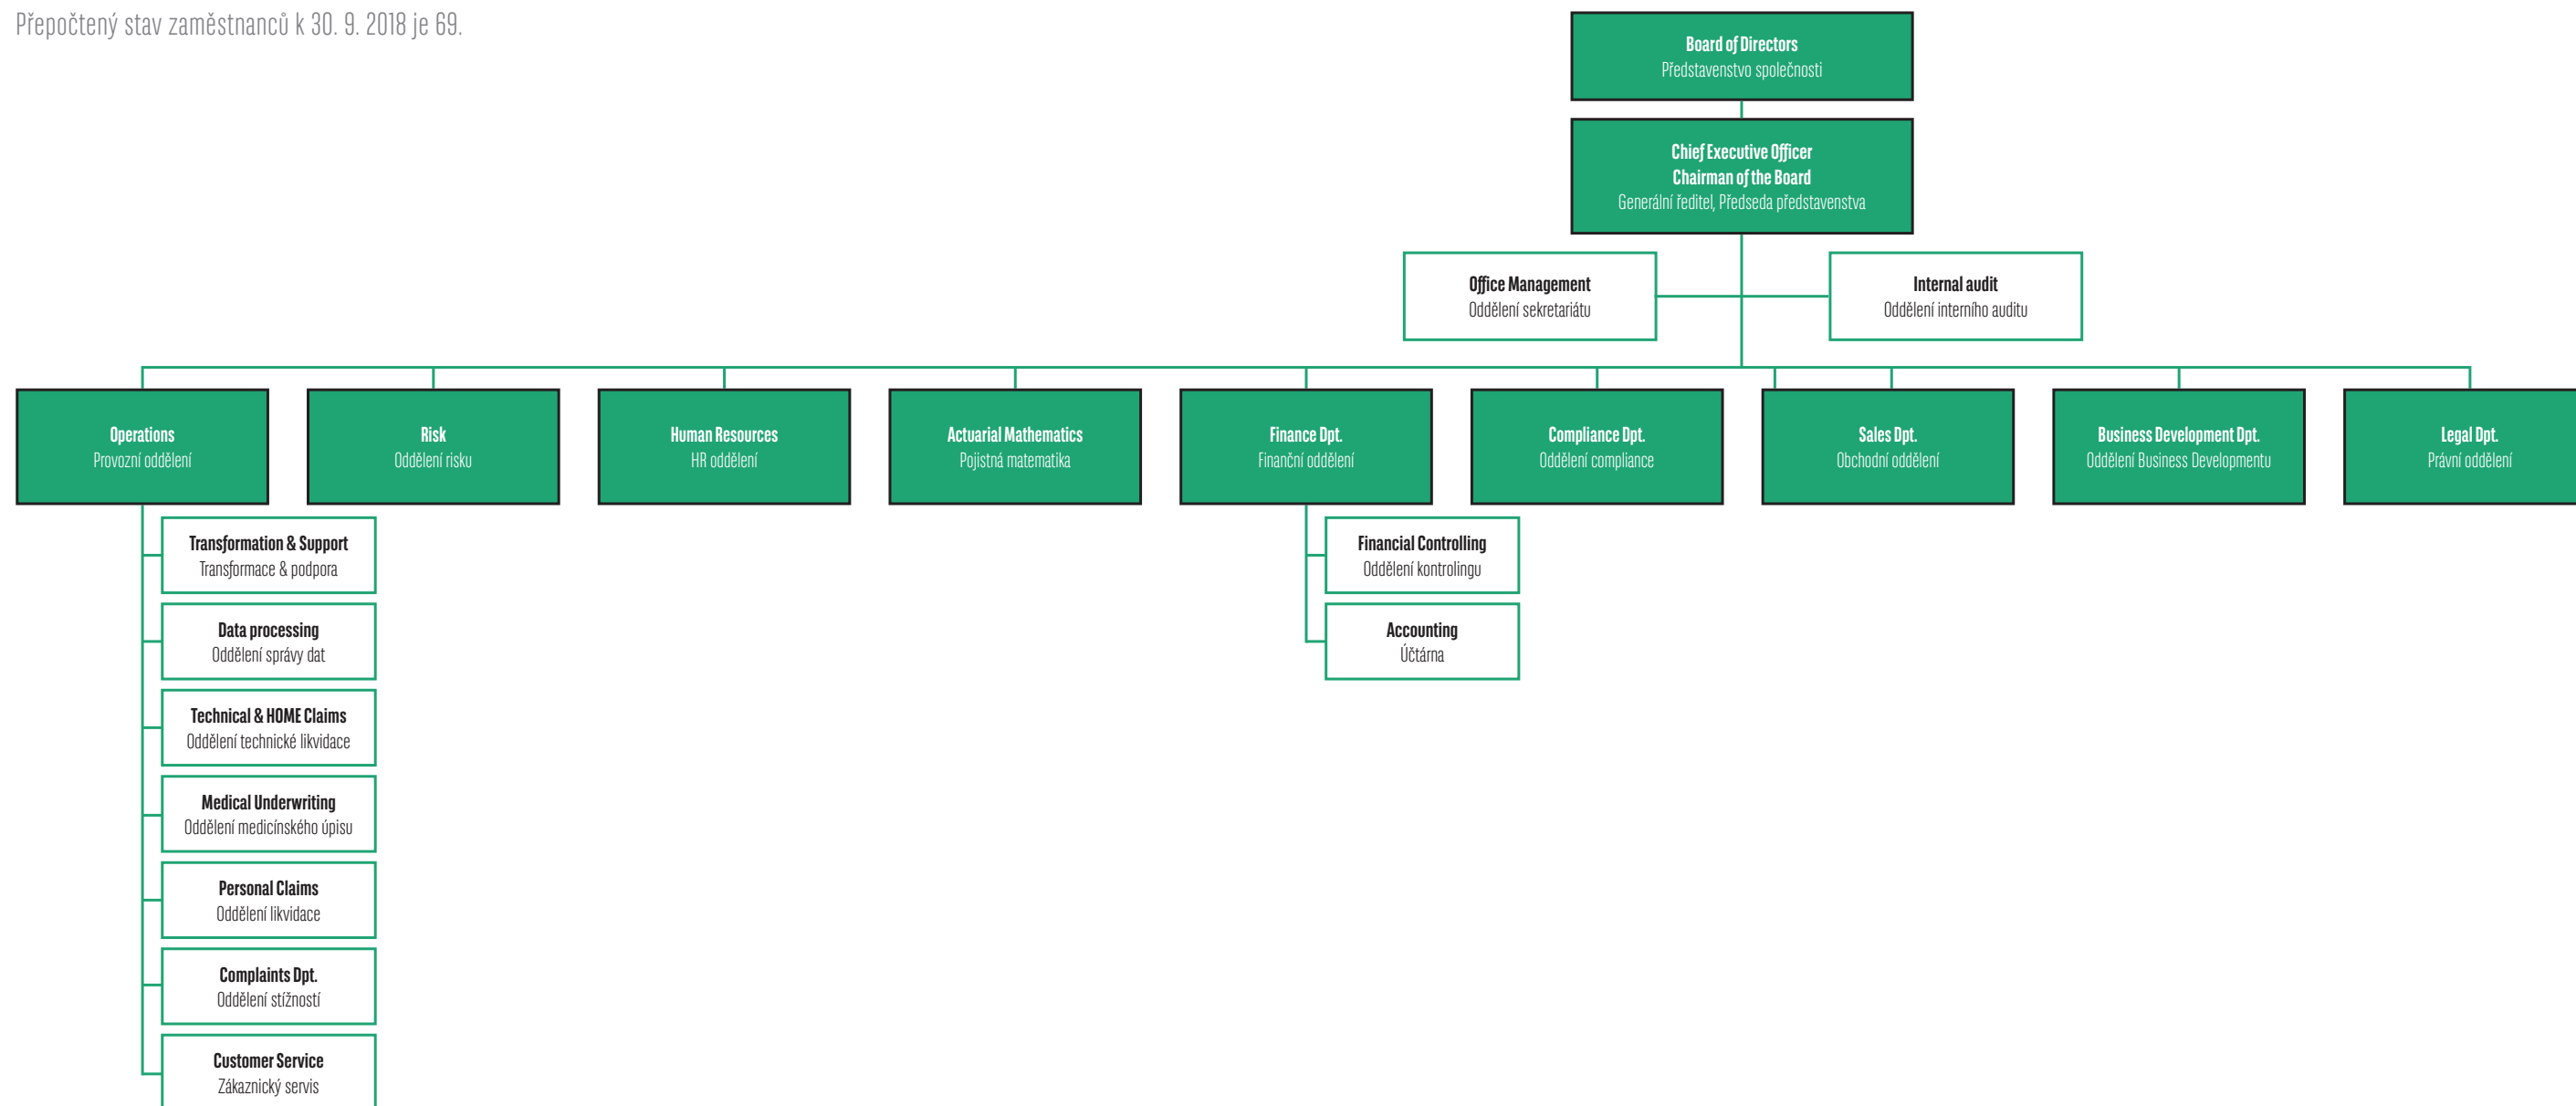 Přepočtený stav zaměstnanců k 30. 9. 2018 je 69.
Board of Directors
Představenstvo společnosti
Chief Executive Officer
Chairman of the Board
Generální ředitel, Předseda představenstva
Office Management
Oddělení sekretariátu
Internal audit
Oddělení interního auditu
Operations
Provozní oddělení
Risk
Oddělení risku
Human Resources
HR oddělení
Actuarial Mathematics
Pojistná matematika
Finance Dpt.
Finanční oddělení
Compliance Dpt.
Oddělení compliance
Sales Dpt.
Obchodní oddělení
Business Development Dpt.
Oddělení Business Developmentu
Legal Dpt.
Právní oddělení
Transformation & Support
Transformace & podpora
Data processing
Oddělení správy dat
Technical & HOME Claims
Oddělení technické likvidace
Medical Underwriting
Oddělení medicínského úpisu
Personal Claims
Oddělení likvidace
Complaints Dpt.
Oddělení stížností
Customer Service
Zákaznický servis
Financial Controlling
Oddělení kontrolingu
Accounting
Účtárna